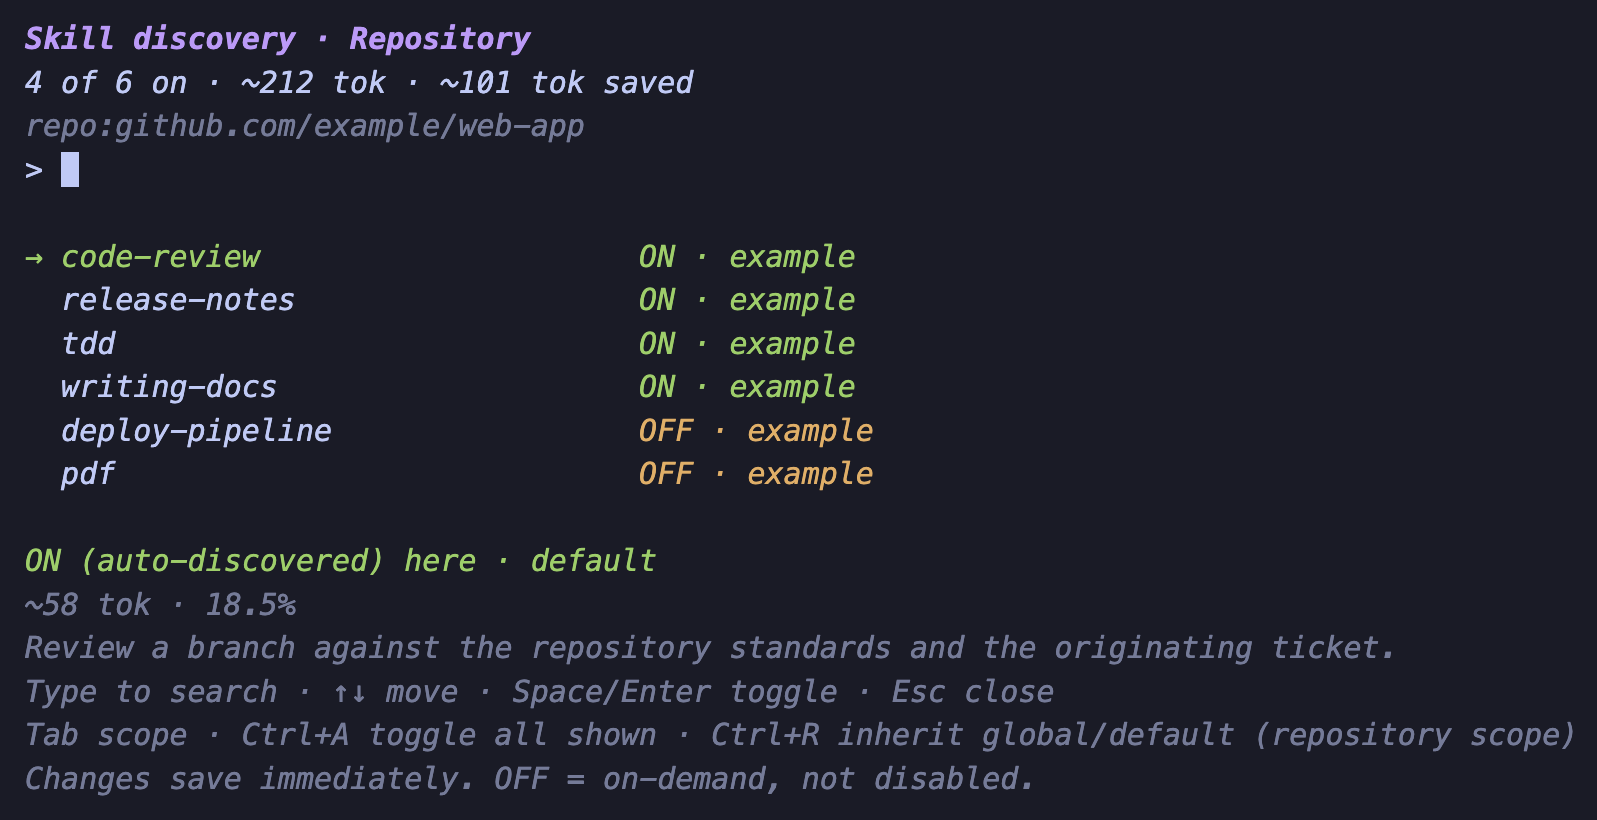 Skill discovery · Repository
4 of 6 on · ~212 tok · ~101 tok saved
repo:github.com/example/web-app
>
→ code-review ON · example
release-notes ON · example
tdd ON · example
writing-docs ON · example
deploy-pipeline OFF · example
pdf OFF · example
ON (auto-discovered) here · default
~58 tok · 18.5%
Review a branch against the repository standards and the originating ticket.
Type to search · ↑↓ move · Space/Enter toggle · Esc close
Tab scope · Ctrl+A toggle all shown · Ctrl+R inherit global/default (repository scope)
Changes save immediately. OFF = on-demand, not disabled.